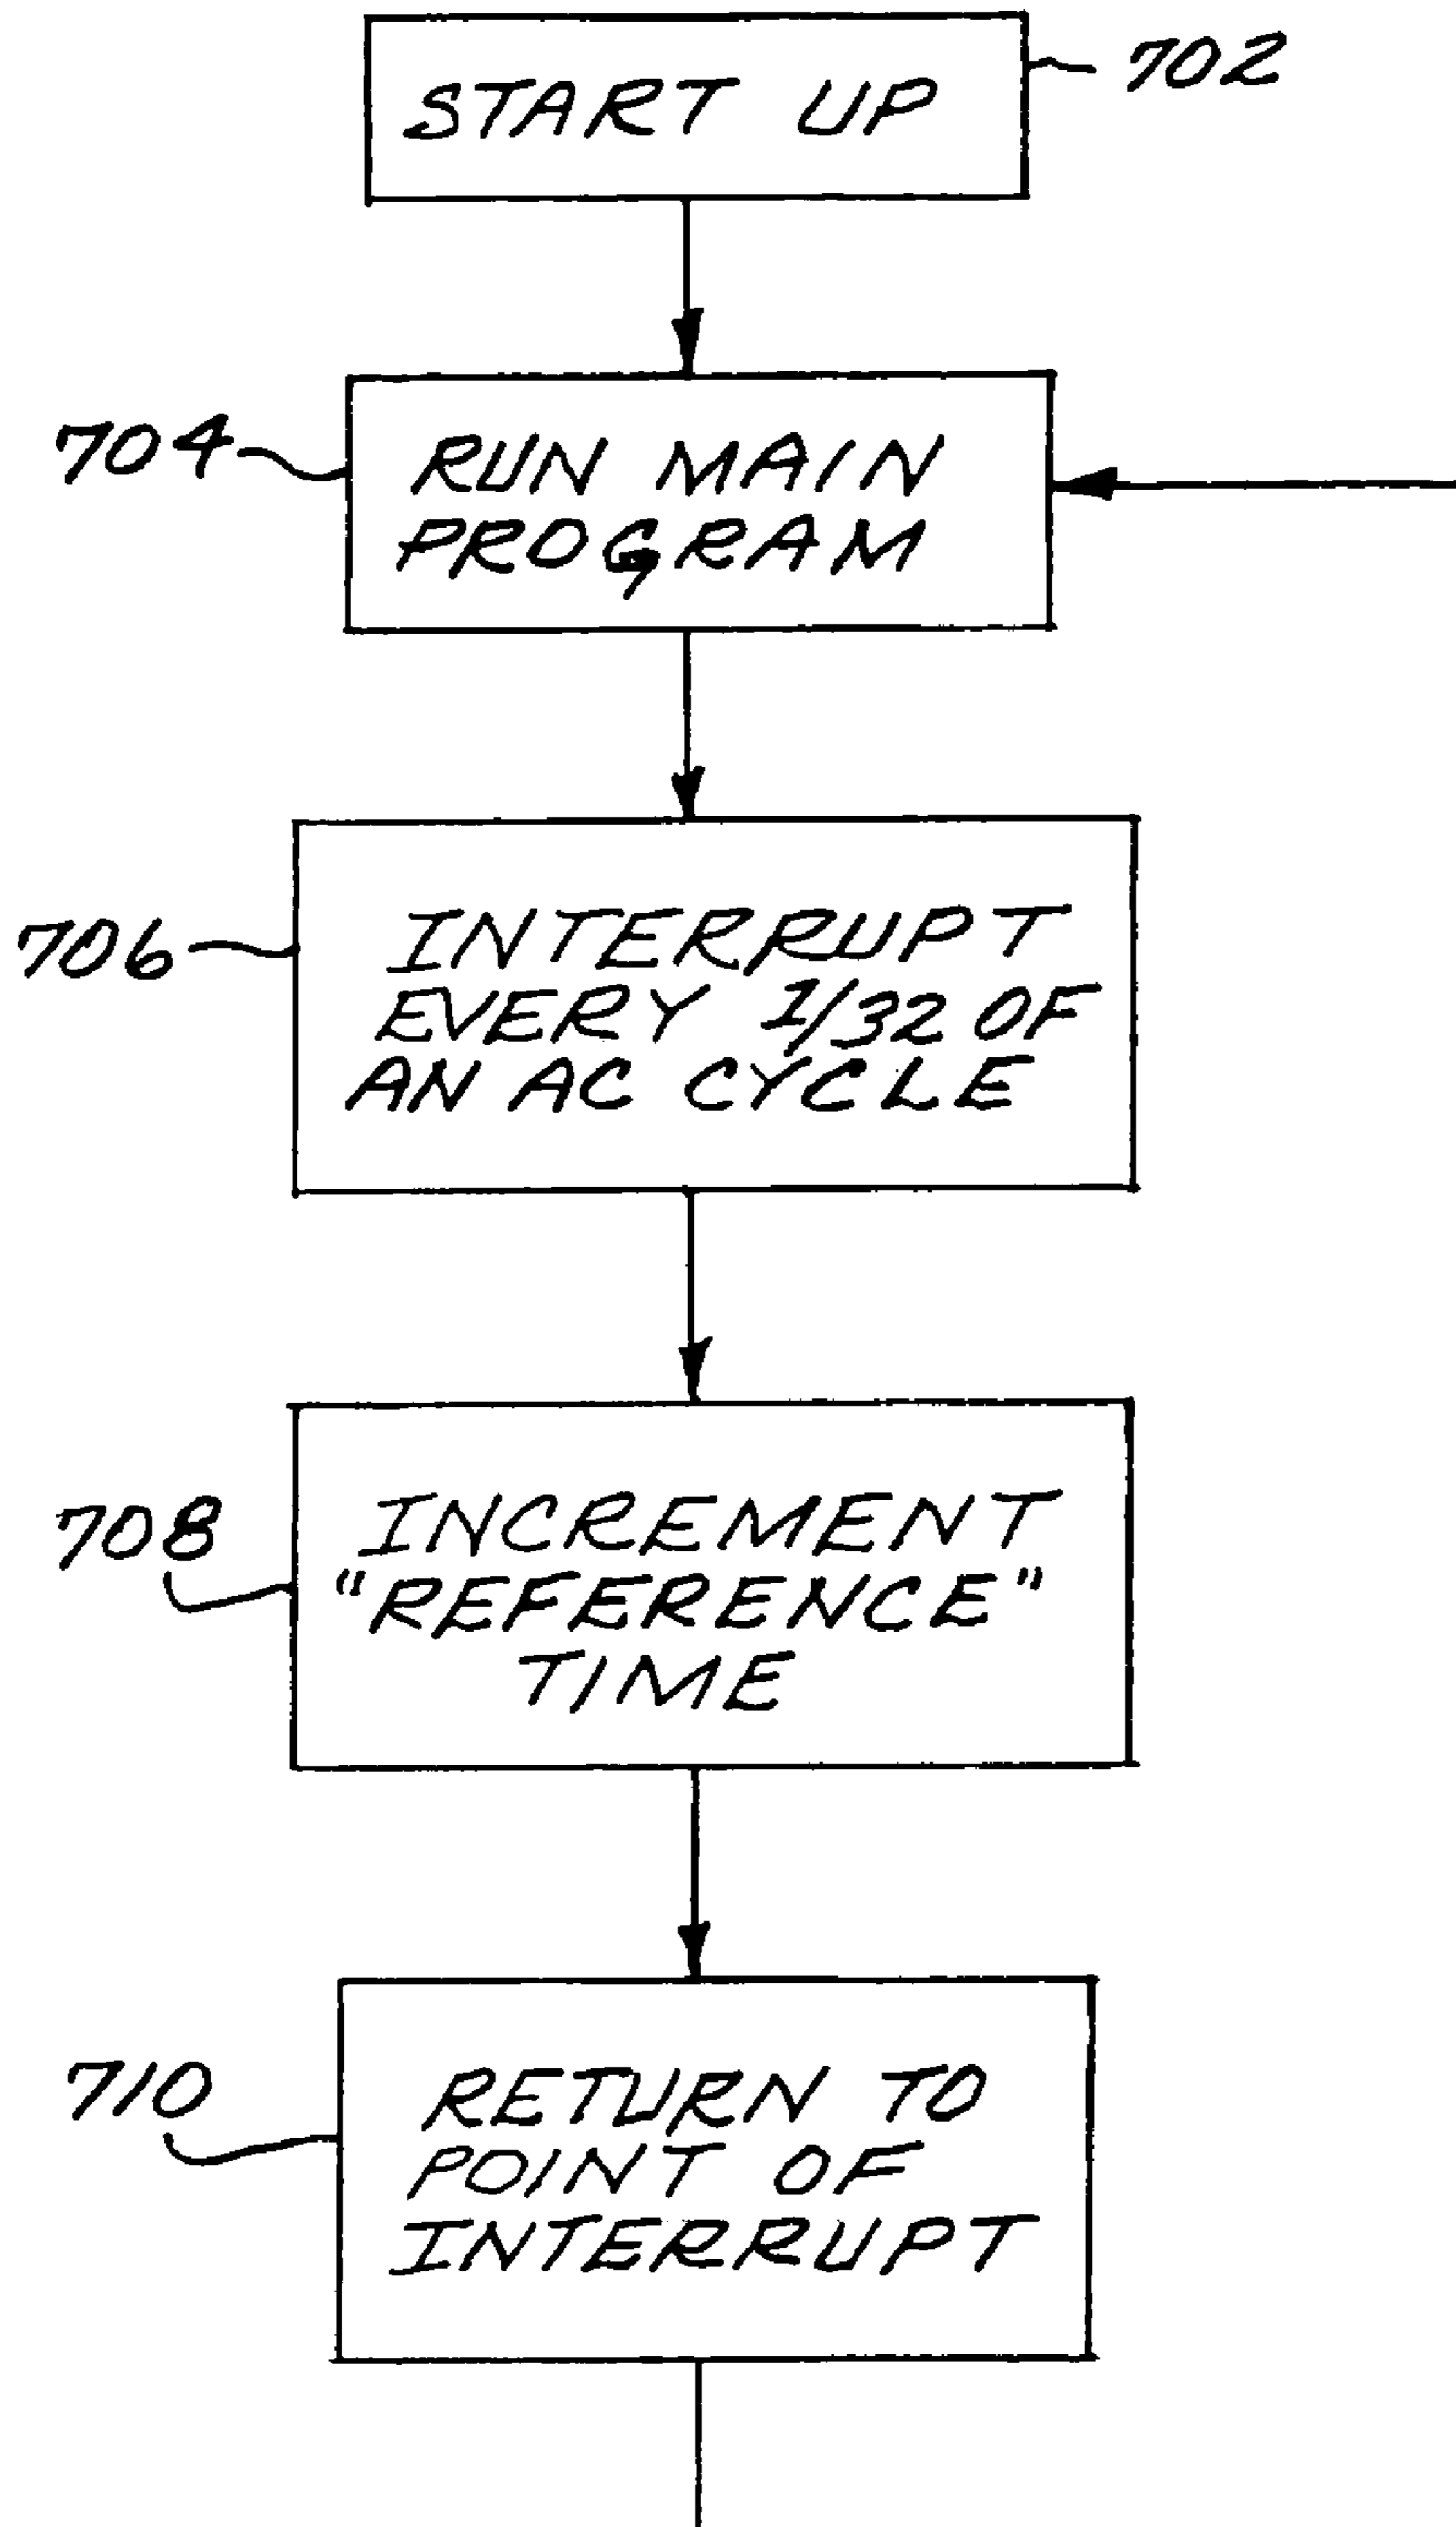 START UP
702
704
RUN MAIN
PROGRAM
706
INTERRUPT
EVERY 1/32 OF
AN AC CYCLE
708
INCREMENT
"REFERENCE"
TIME
710
RETURN TO
POINT OF
INTERRUPT